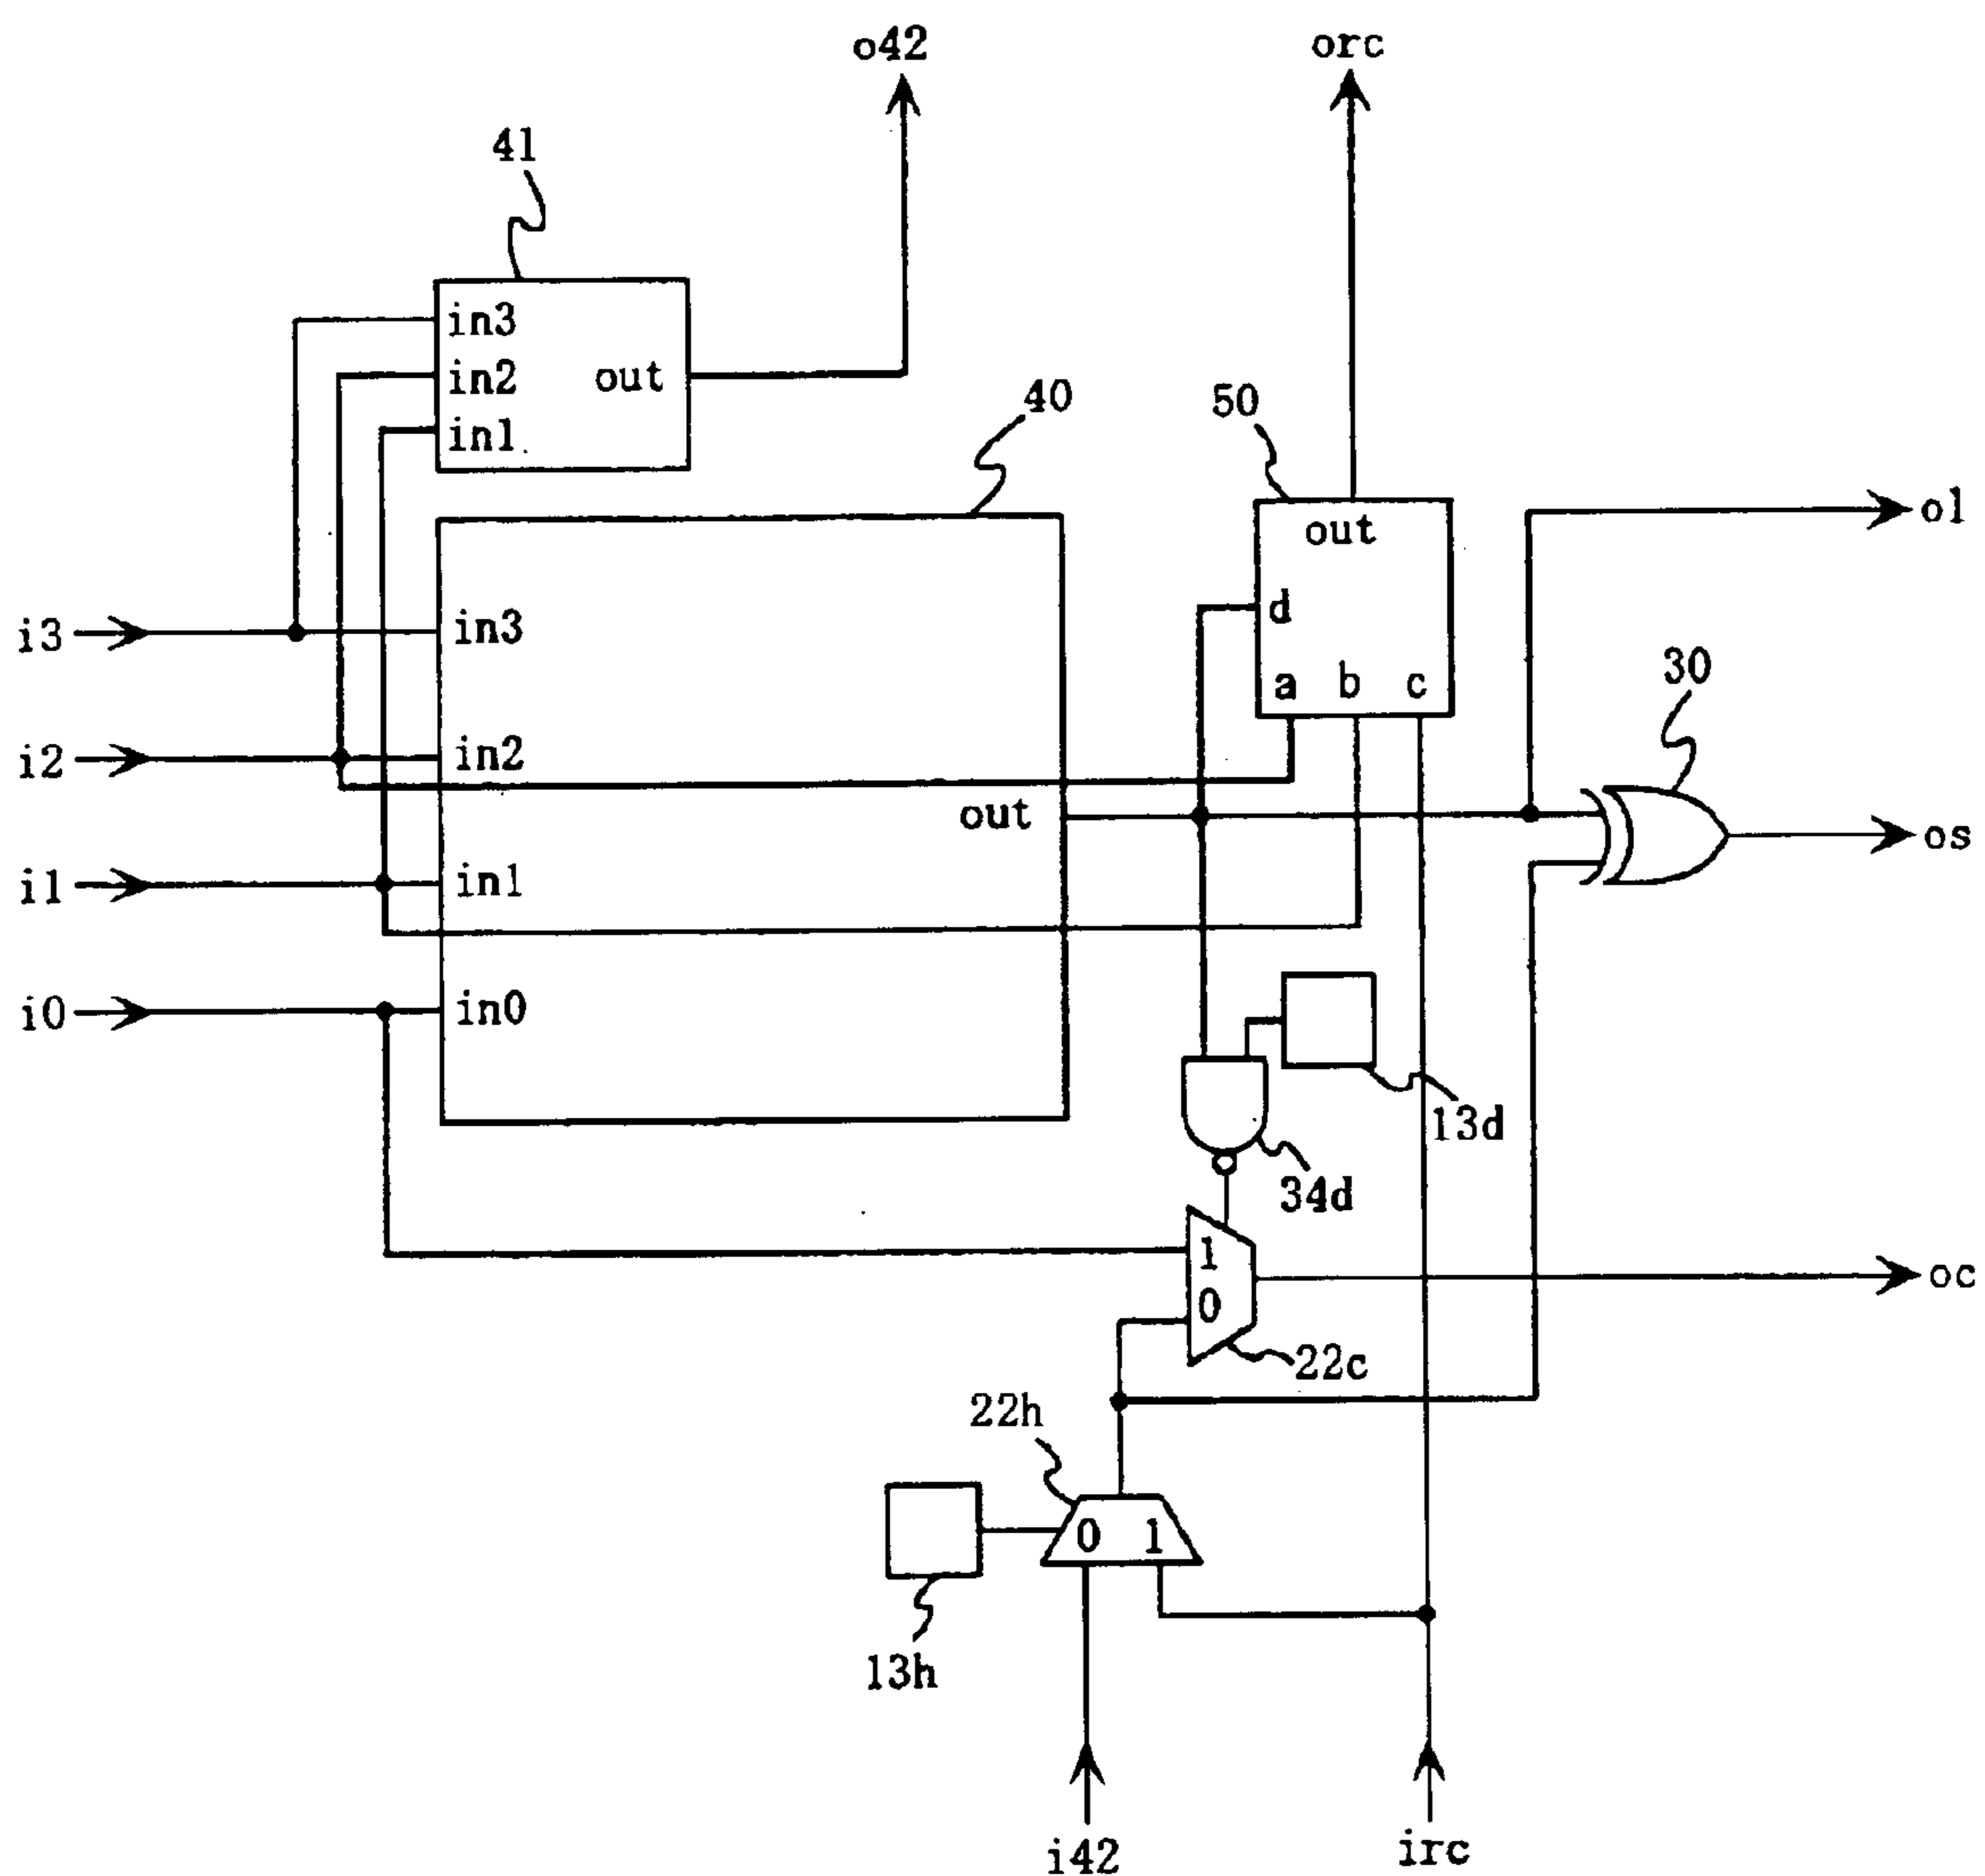 o42
orc
41
in3
in2
out
in1
40
50
out
ol
i3
in3
d
a b c
30
i2
in2
out
os
i1
in1
i0
in0
13d
34d
1
oc
0
22c
22h
0 1
13h
i42
irc